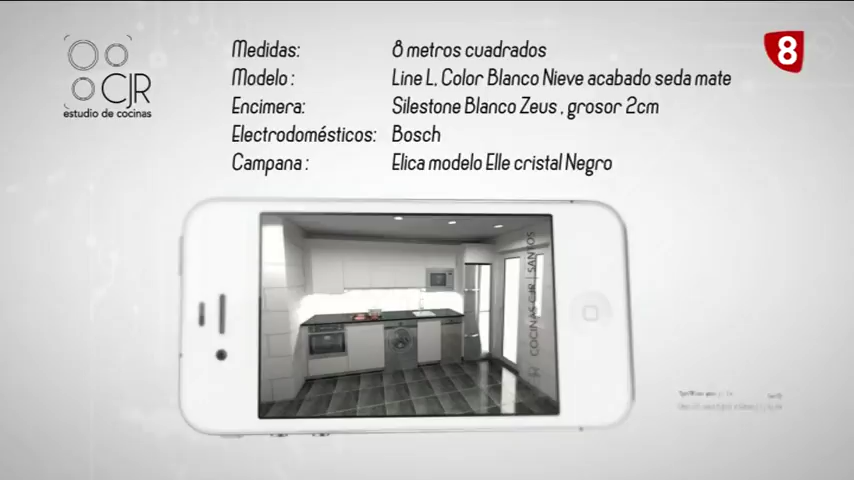 CJR
estudio de cocinas
Medidas: 8 metros cuadrados
Modelo : Line L, Color Blanco Nieve acabado seda mate
Encimera: Silestone Blanco Zeus , grosor 2cm
Electrodomésticos: Bosch
Campana : Elica modelo Elle cristal Negro
8
COCINAS CJR | SANTOS